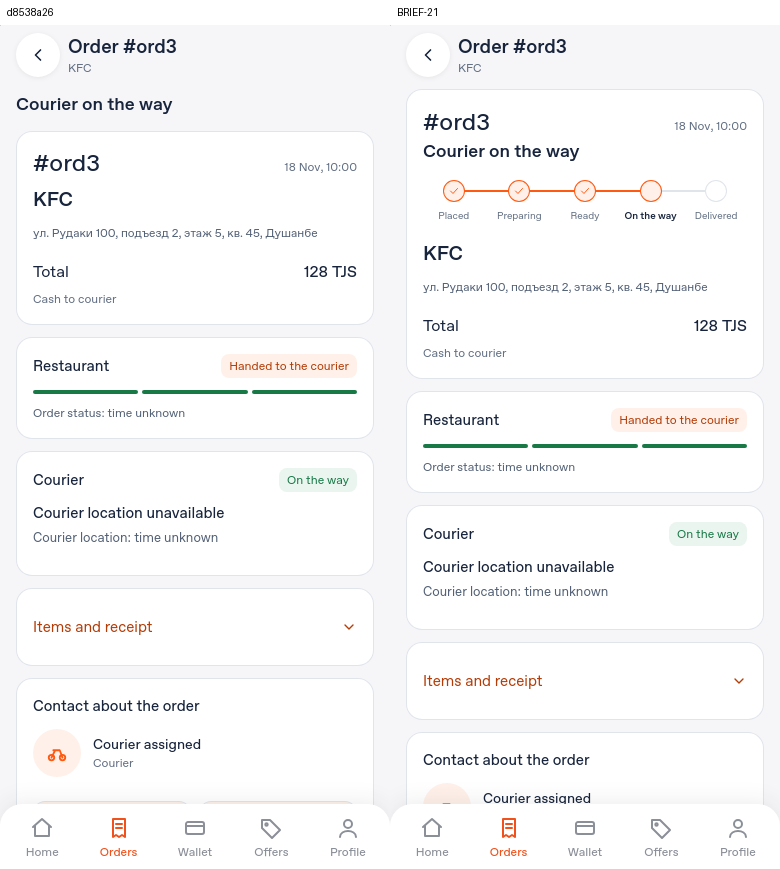 d8538a26
Order #ord3
KFC
Courier on the way
#ord3
18 Nov, 10:00
KFC
ул. Рудаки 100, подъезд 2, этаж 5, кв. 45, Душанбе
Total
128 TJS
Cash to courier
Restaurant
Handed to the courier
Order status: time unknown
Courier
On the way
Courier location unavailable
Courier location: time unknown
Items and receipt
Contact about the order
Courier assigned
Courier
Home
Orders
Wallet
Offers
Profile
BRIEF-21
Order #ord3
KFC
#ord3
18 Nov, 10:00
Courier on the way
Placed
Preparing
Ready
On the way
Delivered
KFC
ул. Рудаки 100, подъезд 2, этаж 5, кв. 45, Душанбе
Total
128 TJS
Cash to courier
Restaurant
Handed to the courier
Order status: time unknown
Courier
On the way
Courier location unavailable
Courier location: time unknown
Items and receipt
Contact about the order
Courier assigned
Home
Orders
Wallet
Offers
Profile